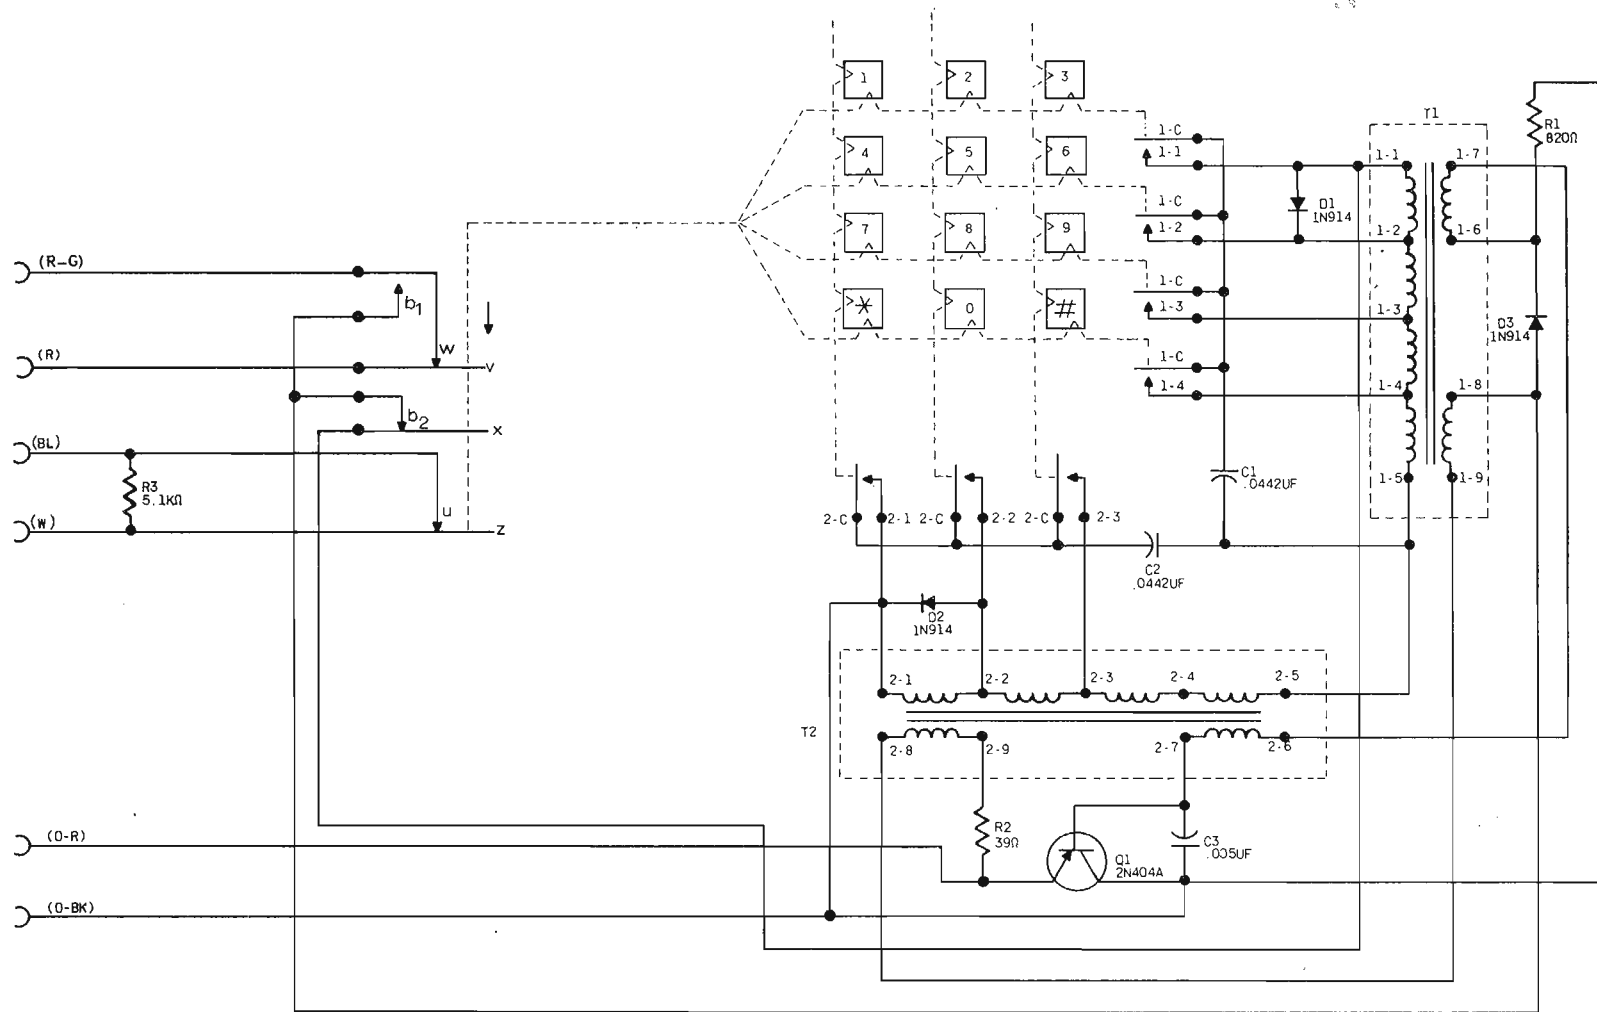 1
2
3
T1
R1
820Ω
4
5
6
1-C
1-1
1-1
1-7
7
8
9
1-C
1-2
D1
1N914
1-2
1-6
(R-G)
b1
*
0
#
1-C
1-3
1-3
D3
1N914
(R)
W
V
1-C
1-4
1-4
1-8
b2
X
(BL)
R3
5.1KΩ
C1
.0442UF
1-5
1-9
(W)
u
Z
2-C
2-1
2-C
2-2
2-C
2-3
C2
.0442UF
D2
1N914
2-1
2-2
2-3
2-4
2-5
T2
2-8
2-9
2-7
2-6
(O-R)
R2
39Ω
Q1
2N404A
C3
.005UF
(O-BK)